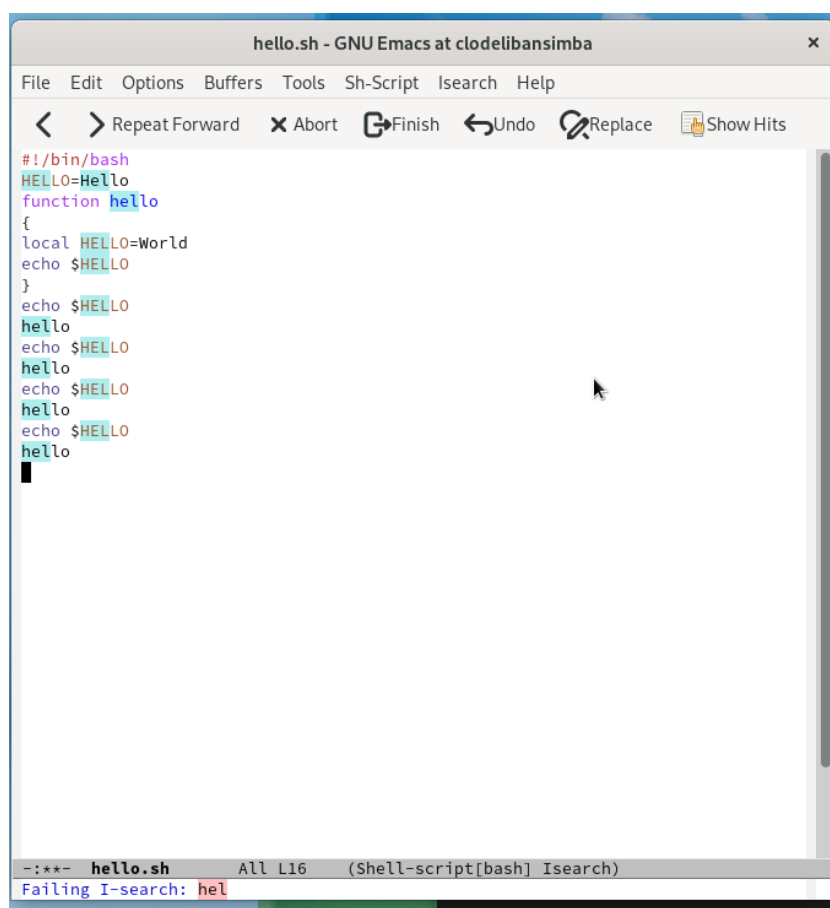 hello.sh - GNU Emacs at clodelibansimba ×
File Edit Options Buffers Tools Sh-Script Isearch Help
Repeat Forward Abort Finish Undo Replace Show Hits
#!/bin/bash
HELLO=Hello
function hello
{
local HELLO=World
echo $HELLO
}
echo $HELLO
hello
echo $HELLO
hello
echo $HELLO
hello
echo $HELLO
hello
-:**- hello.sh All L16 (Shell-script[bash] Isearch)
Failing I-search: hel